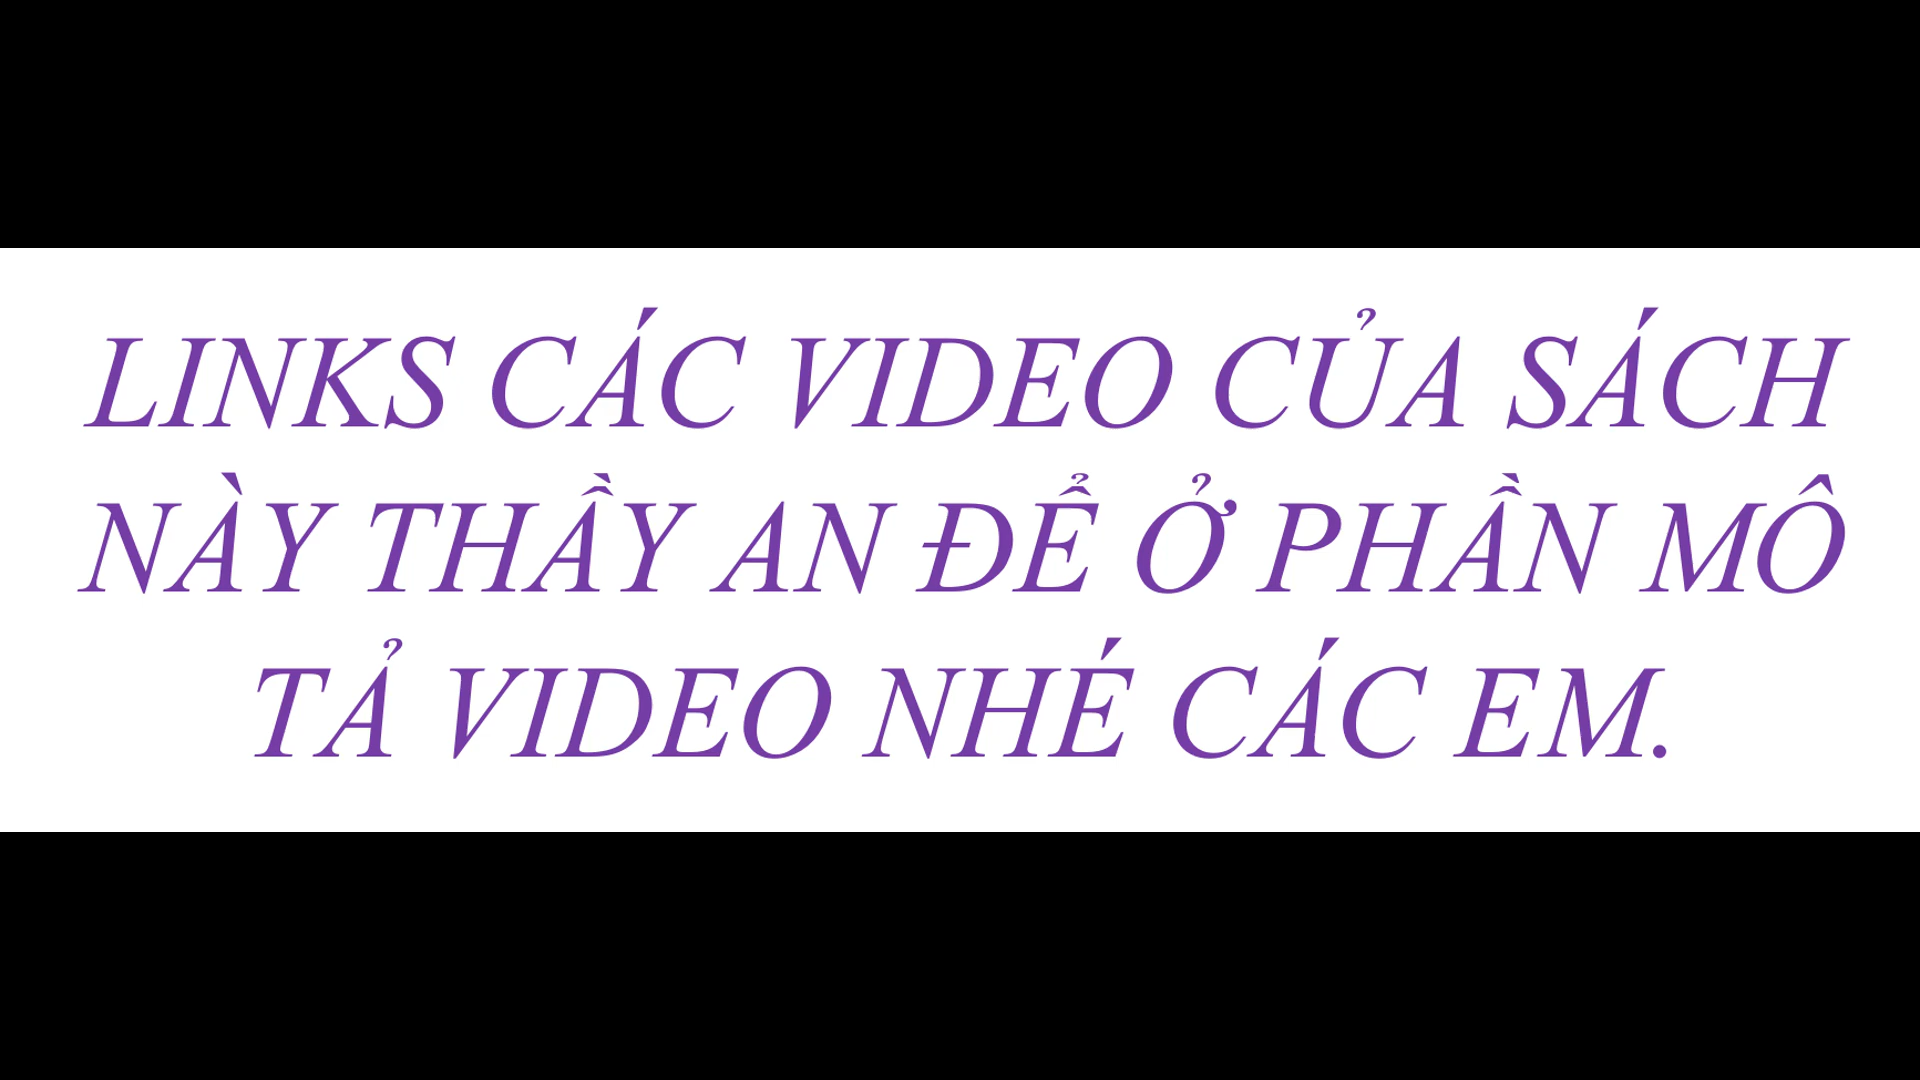 LINKS CÁC VIDEO CỦA SÁCH
NÀY THẦY AN ĐỂ Ở PHẦN MÔ
TẢ VIDEO NHÉ CÁC EM.